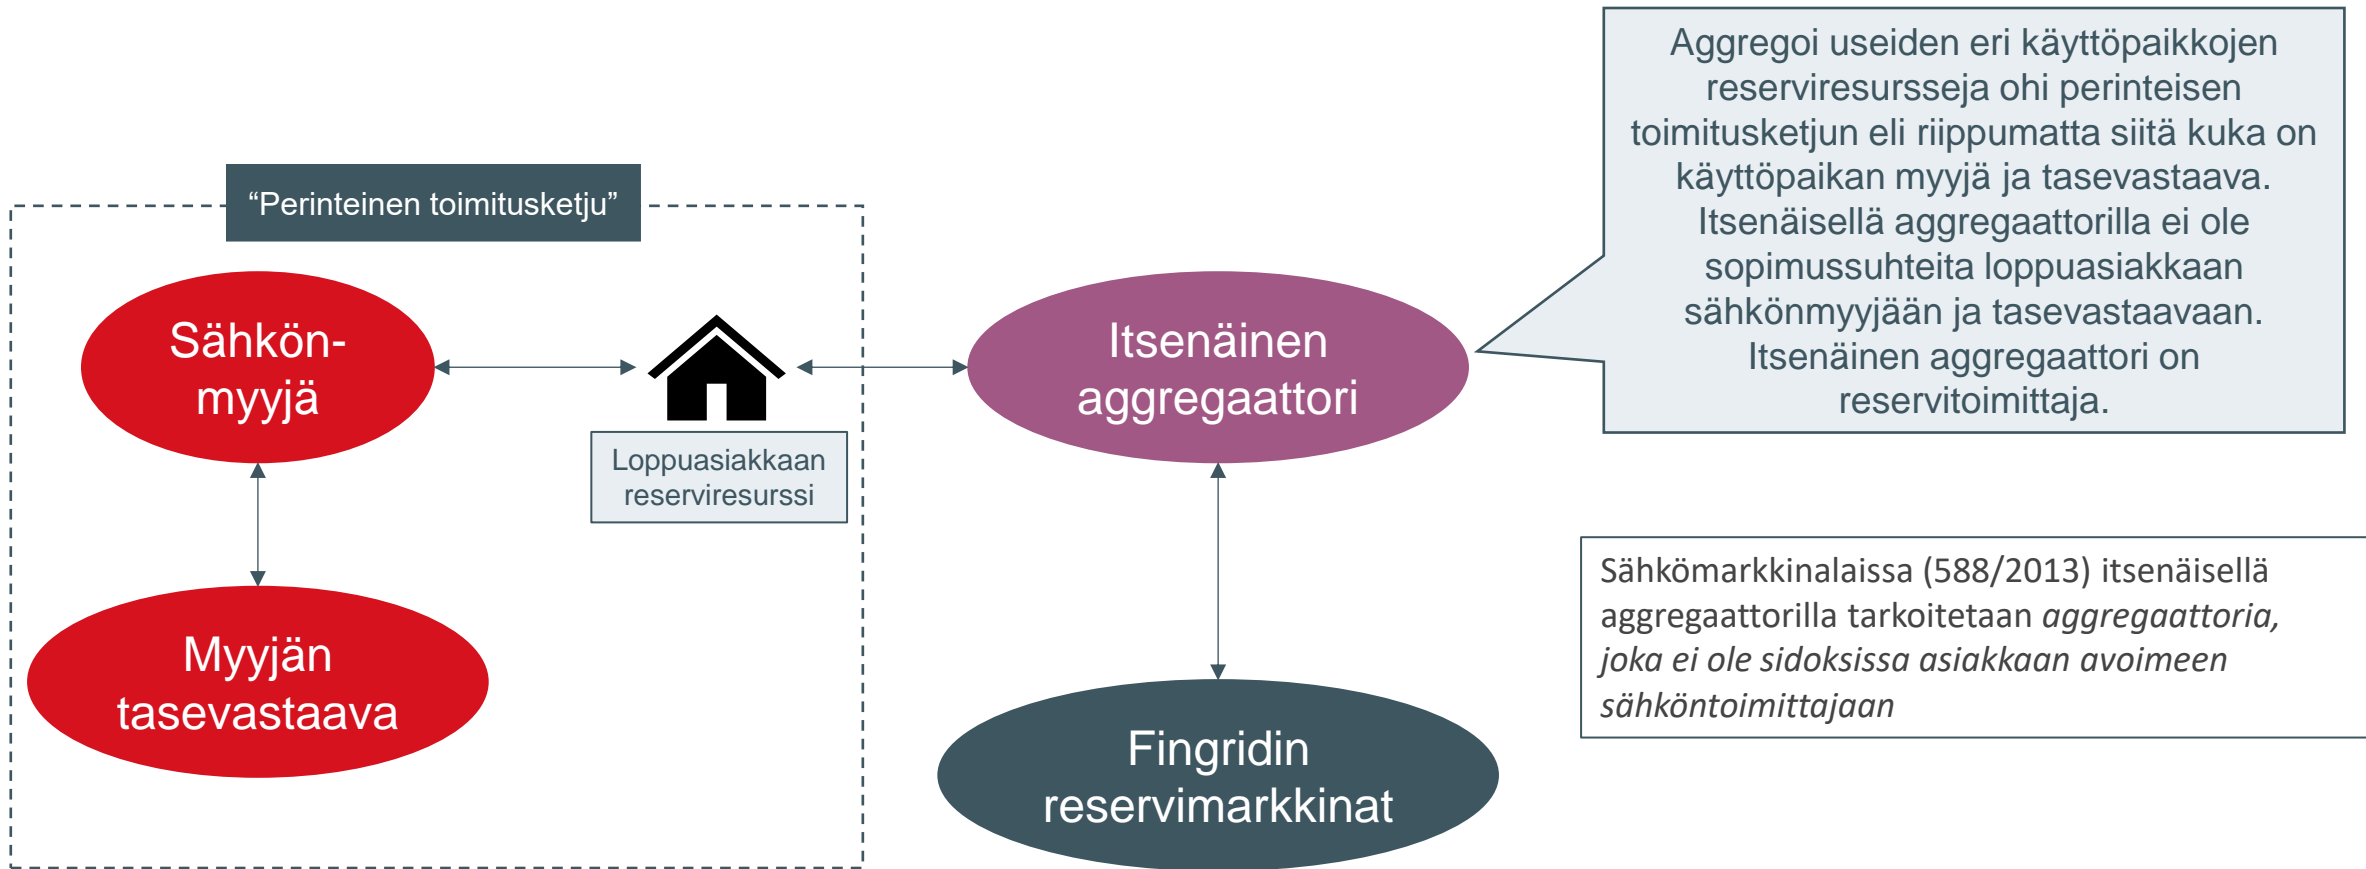 Aggregoi useiden eri käyttöpaikkojen
reserviresursseja ohi perinteisen
toimitusketjun eli riippumatta siitä kuka on
käyttöpaikan myyjä ja tasevastaava.
Itsenäisellä aggregaattorilla ei ole
sopimussuhteita loppuasiakkaan
sähkönmyyjään ja tasevastaavaan.
Itsenäinen aggregaattori on
reservitoimittaja.
“Perinteinen toimitusketju”
Sähkön-
myyjä
Loppuasiakkaan
reserviresurssi
Itsenäinen
aggregaattori
Myyjän
tasevastaava
Fingridin
reservimarkkinat
Sähkömarkkinalaissa (588/2013) itsenäisellä
aggregaattorilla tarkoitetaan aggregaattoria,
joka ei ole sidoksissa asiakkaan avoimeen
sähköntoimittajaan